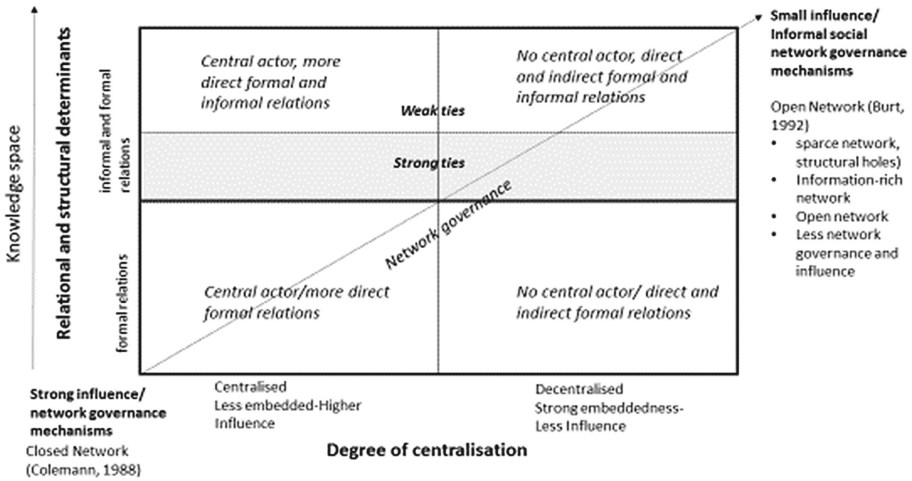 Knowledge space
Relational and structural determinants
informal and formal
relations
formal relations
Central actor, more
direct formal and
informal relations
No central actor, direct
and indirect formal and
informal relations
Weak ties
Strong ties
Network governance
Central actor/more direct
formal relations
No central actor/ direct and
indirect formal relations
Small influence/
Informal social
network governance
mechanisms
Open Network (Burt,
1992)
• sparce network,
structural holes)
• Information-rich
network
• Open network
• Less network
governance and
influence
Strong influence/
network governance
mechanisms
Closed Network
(Colemann, 1988)
Centralised
Less embedded-Higher
Influence
Decentralised
Strong embeddedness-
Less Influence
Degree of centralisation